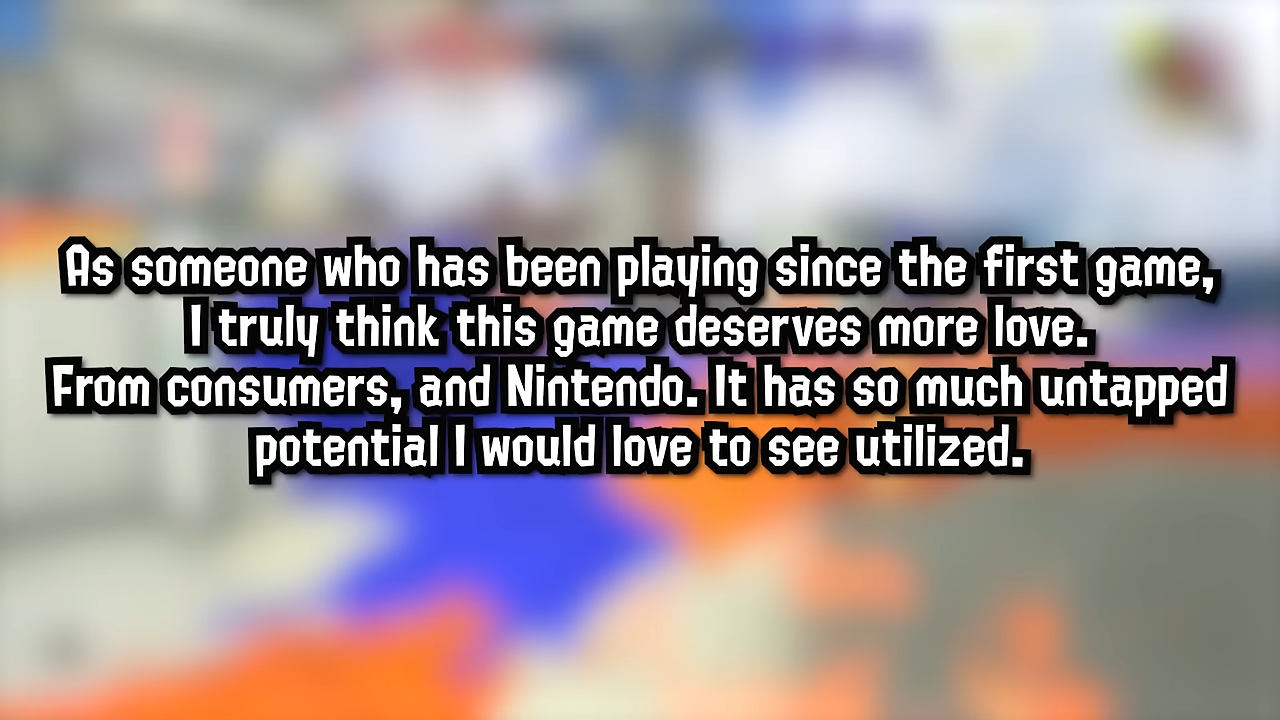 As someone who has been playing since the first game,
I truly think this game deserves more love.
From consumers, and Nintendo. It has so much untapped
potential I would love to see utilized.